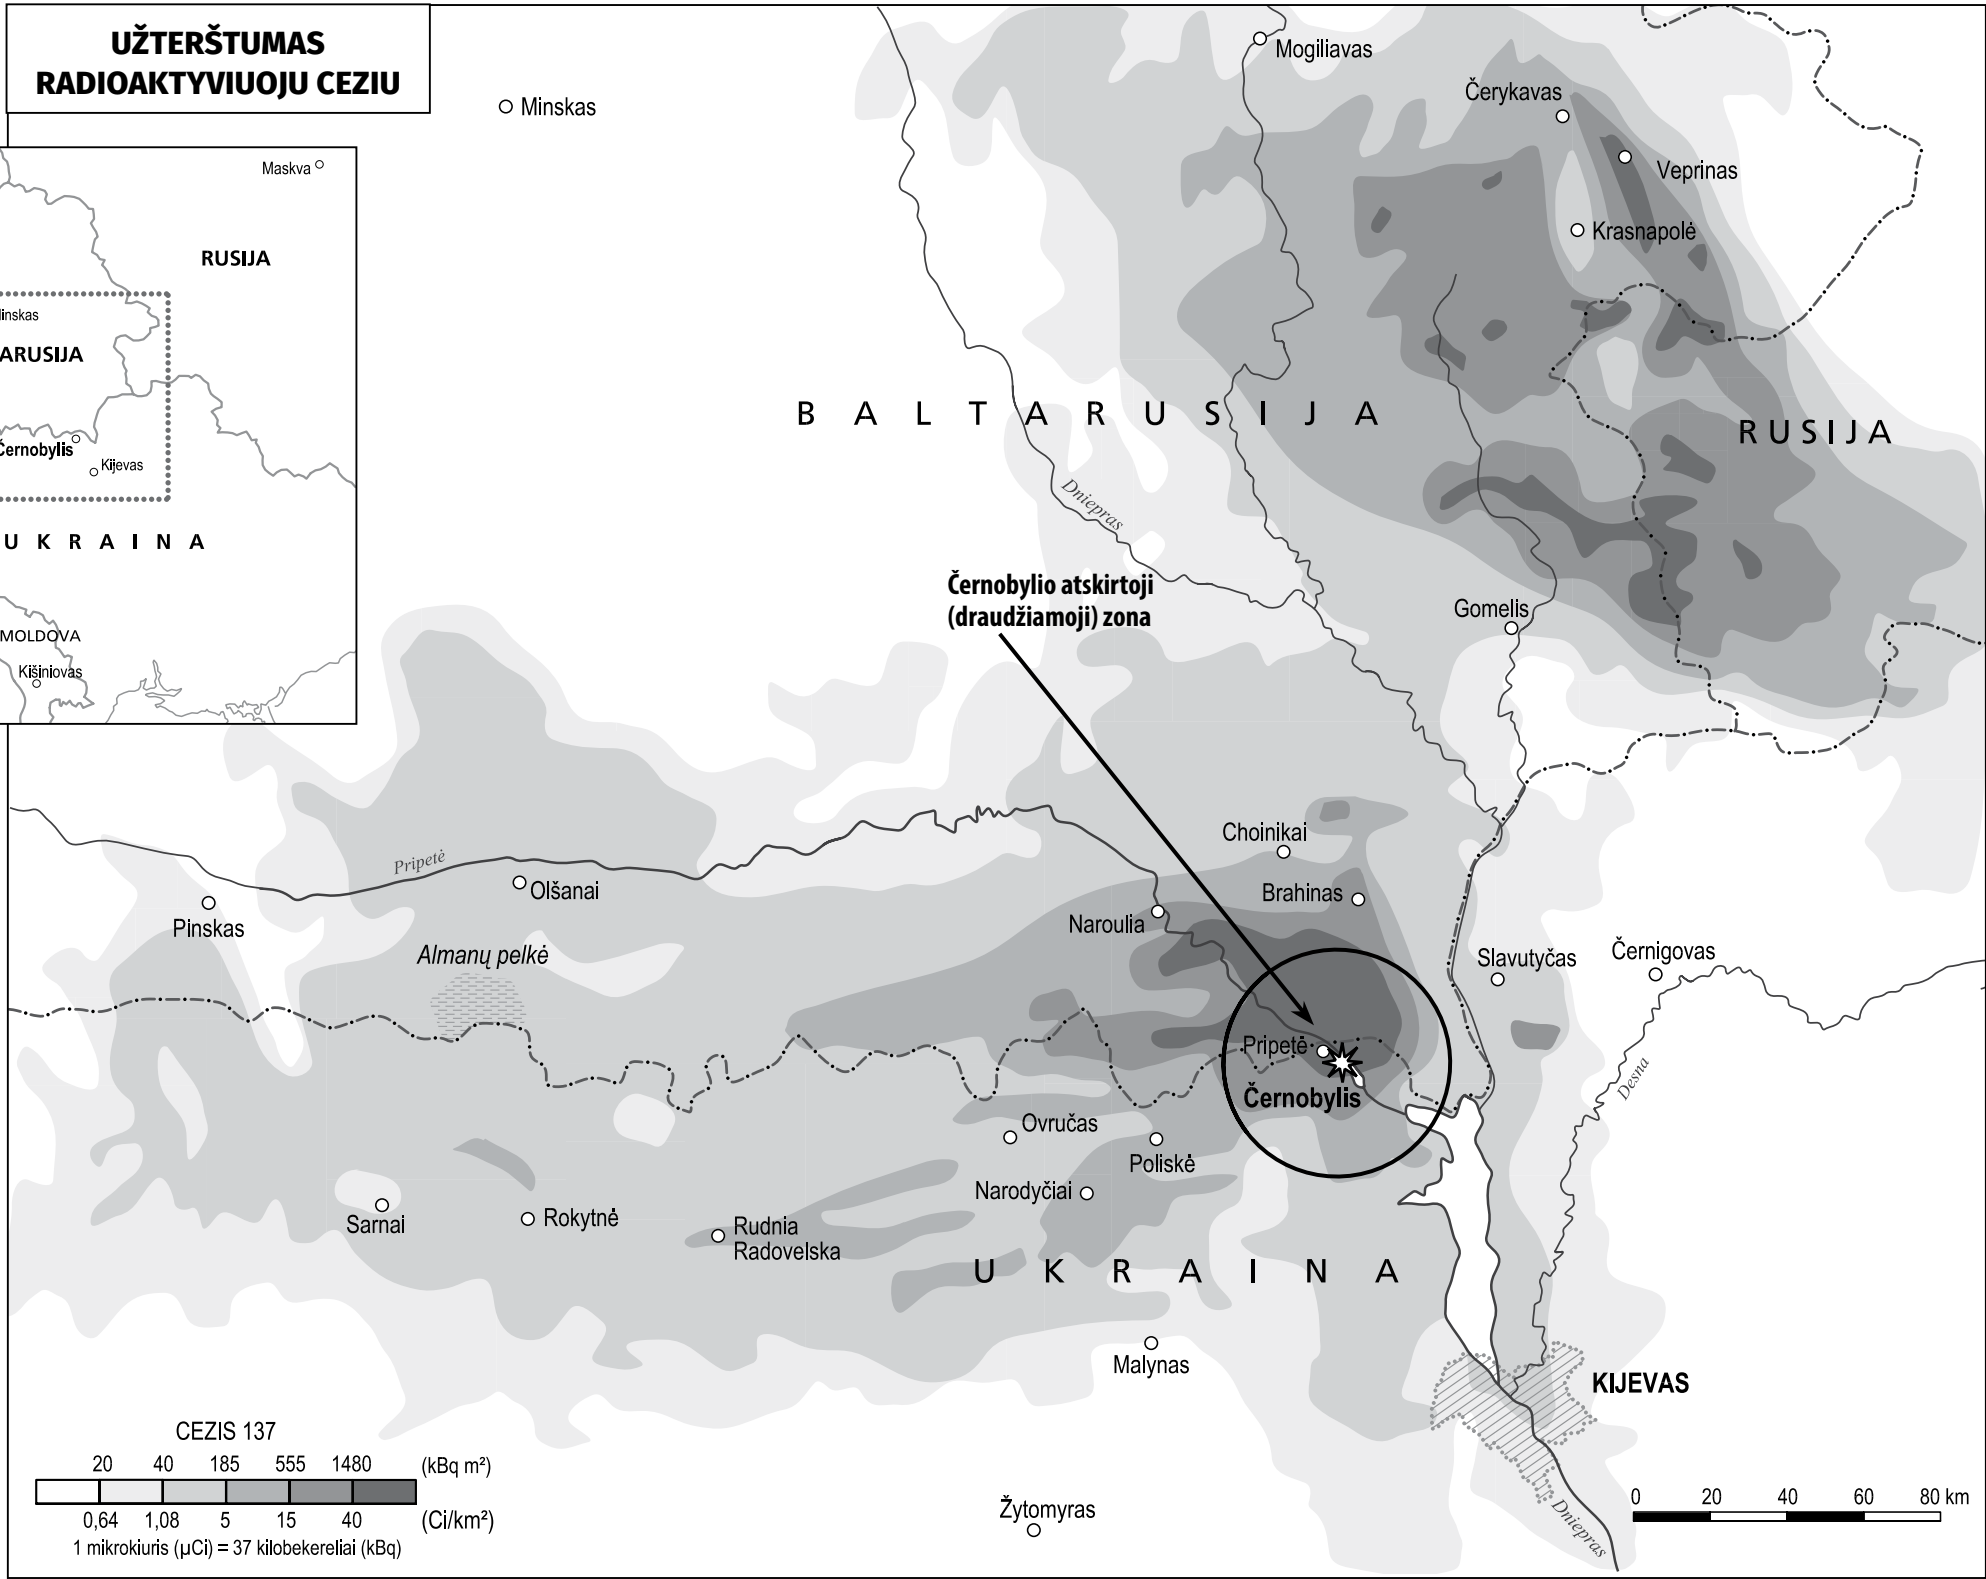 UŽTERŠTUMAS
RADIOAKTYVIUOJU CEZIU
Maskva
RUSIJA
inskas
ARUSIJA
Černobylis
Kijevas
UKRAINA
MOLDOVA
Kišiniovas
Minskas
Mogiliavas
Čerykavas
Veprinas
Krasnapolė
BALTARUSIJA
RUSIJA
Dniepras
Černobylio atskirtoji
(draudžiamoji) zona
Gomelis
Choinikai
Brahinas
Pripetė
Olšanai
Pinskas
Naroulia
Almanų pelkė
Slavutyčas
Černigovas
Pripetė
Černobylis
Desna
Ovručas
Poliskė
Narodyčiai
Sarnai
Rokytnė
Rudnia
Radovelska
UKRAINA
Malynas
KIJEVAS
Žytomyras
Dniepras
CEZIS 137
20 40 185 555 1480 (kBq m²)
0,64 1,08 5 15 40 (Ci/km²)
1 mikrokiuris (µCi) = 37 kilobekereliai (kBq)
0 20 40 60 80 km